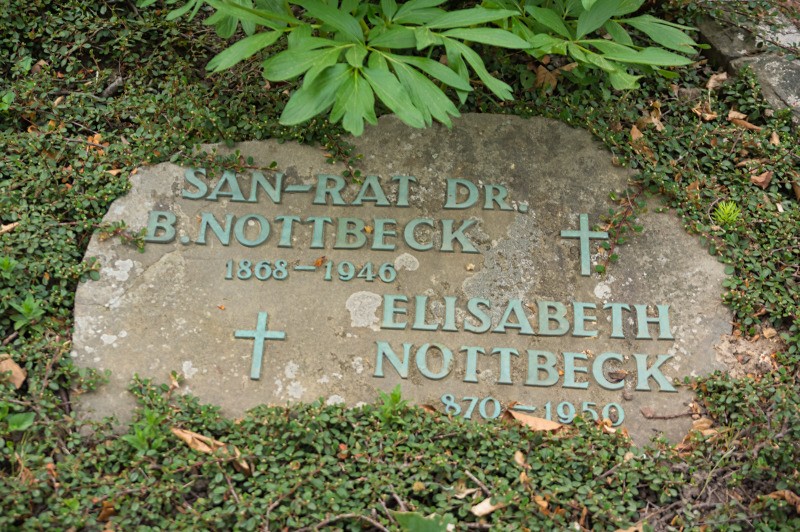 SAN-RAT DR.
B. NOTTBECK
1868-1946
ELISABETH
NOTTBECK
870-1950